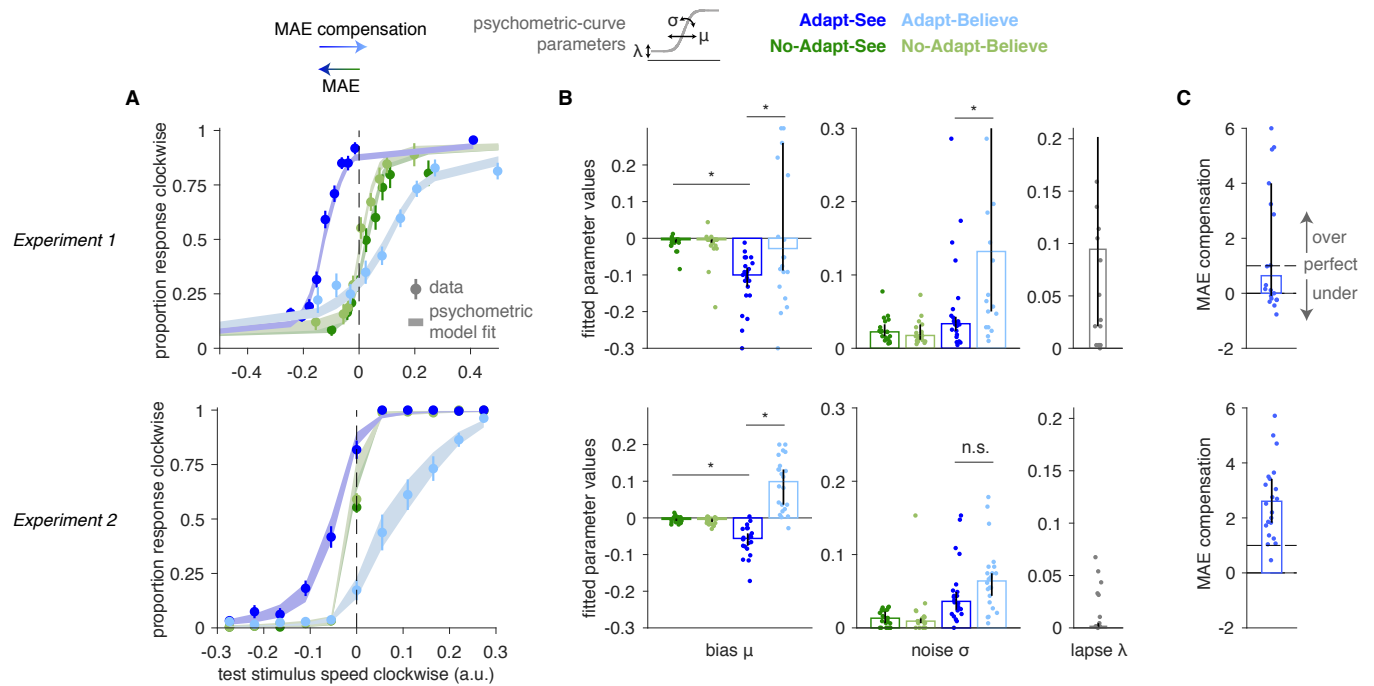 MAE compensation
MAE
psychometric-curve
parameters
σ
μ
λ
Adapt-See Adapt-Believe
No-Adapt-See No-Adapt-Believe
A
B
C
Experiment 1
proportion response clockwise
1
0.75
0.5
0.25
0
-0.4 -0.2 0 0.2 0.4
data
psychometric
model fit
fitted parameter values
0.2
0.1
0
-0.1
-0.2
-0.3
*
*
0.3
0.2
0.1
0
*
0.2
0.15
0.1
0.05
0
MAE compensation
6
4
2
0
-2
over
perfect
under
Experiment 2
proportion response clockwise
1
0.75
0.5
0.25
0
-0.3 -0.2 -0.1 0 0.1 0.2 0.3
test stimulus speed clockwise (a.u.)
fitted parameter values
0.2
0.1
0
-0.1
-0.2
-0.3
*
*
bias μ
0.3
0.2
0.1
0
n.s.
noise σ
0.2
0.15
0.1
0.05
0
lapse λ
MAE compensation
6
4
2
0
-2